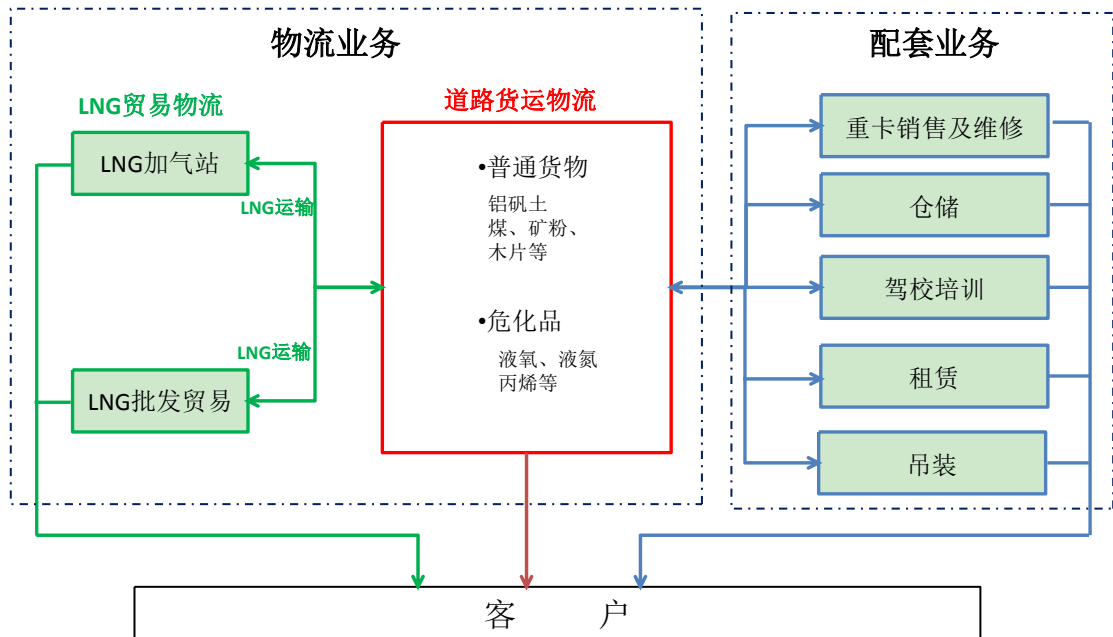 物流业务
LNG贸易物流
LNG加气站
LNG运输
LNG运输
LNG批发贸易
道路货运物流
•普通货物
铝矾土
煤、矿粉、
木片等
•危化品
液氧、液氮
丙烯等
配套业务
重卡销售及维修
仓储
驾校培训
租赁
吊装
客 户